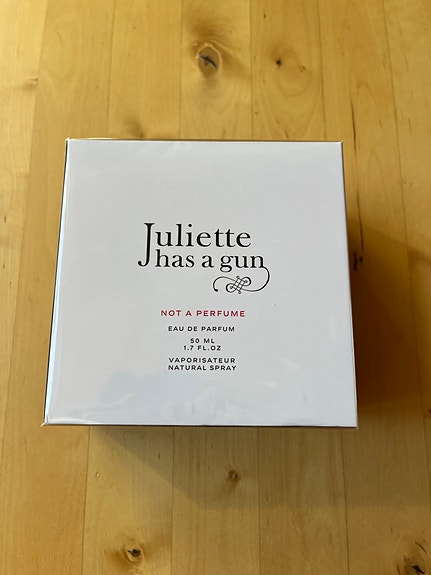 Juliette
has a gun
NOT A PERFUME
EAU DE PARFUM
50 ML
1.7 FL.OZ
VAPORISATEUR
NATURAL SPRAY